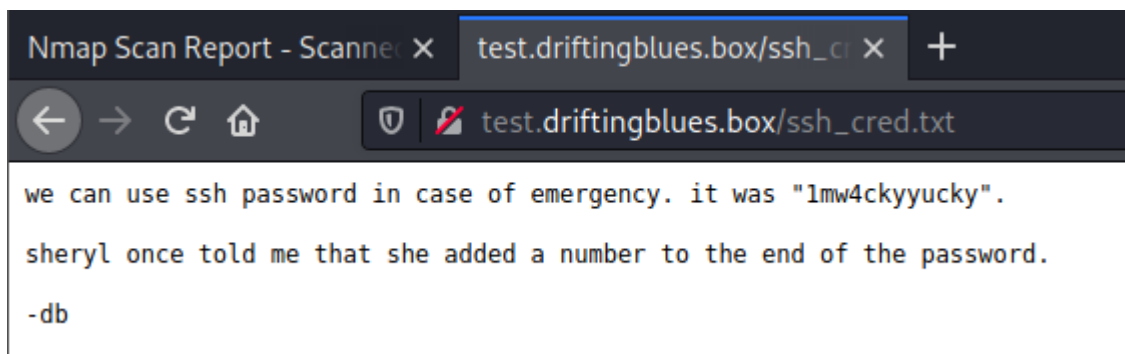 Nmap Scan Report - Scanne
test.driftingblues.box/ssh_cr
test.driftingblues.box/ssh_cred.txt
we can use ssh password in case of emergency. it was "1mw4ckyyucky".
sheryl once told me that she added a number to the end of the password.
-db